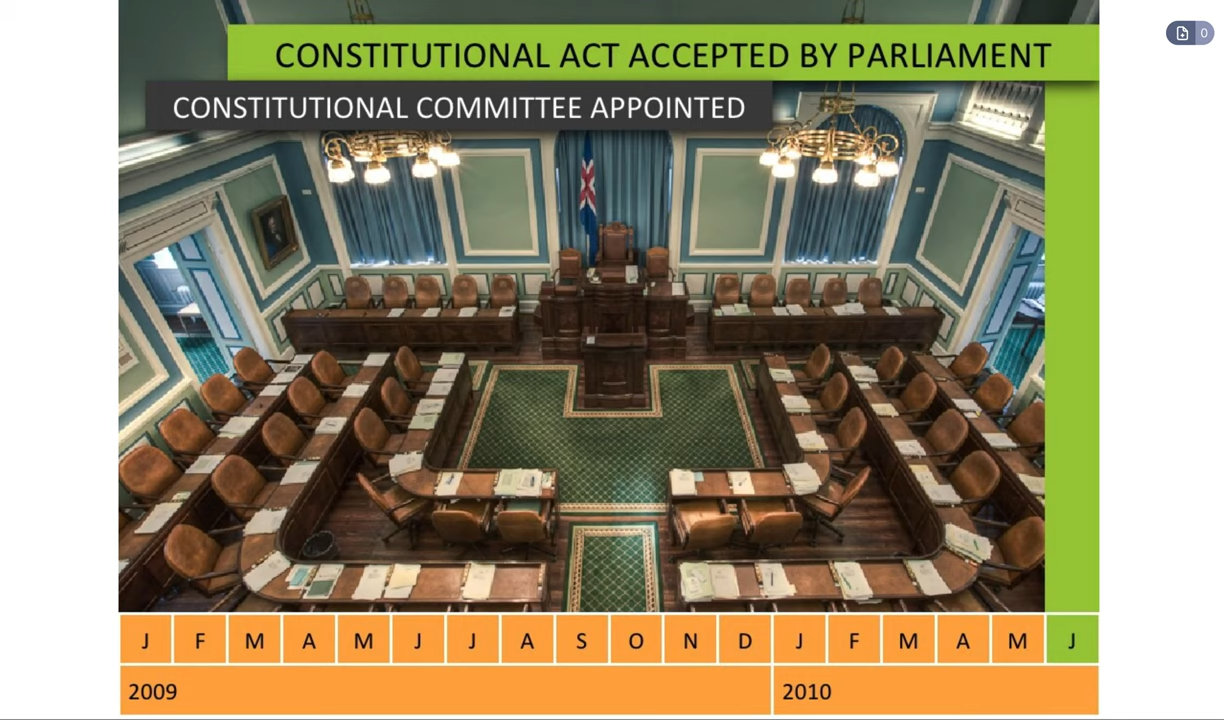 0
CONSTITUTIONAL ACT ACCEPTED BY PARLIAMENT
CONSTITUTIONAL COMMITTEE APPOINTED
J F M A M J J A S O N D J F M A M J
2009 2010